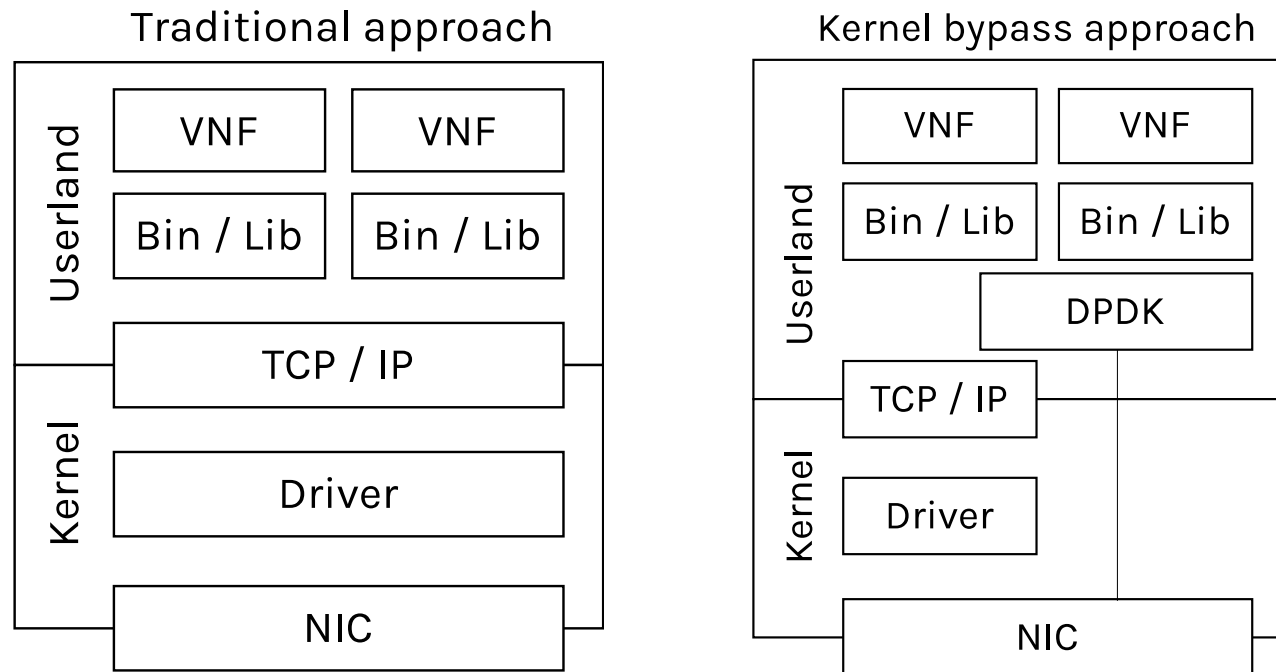 Traditional approach
Userland
VNF
VNF
Bin / Lib
Bin / Lib
TCP / IP
Kernel
Driver
NIC
Kernel bypass approach
Userland
VNF
VNF
Bin / Lib
Bin / Lib
DPDK
TCP / IP
Kernel
Driver
NIC